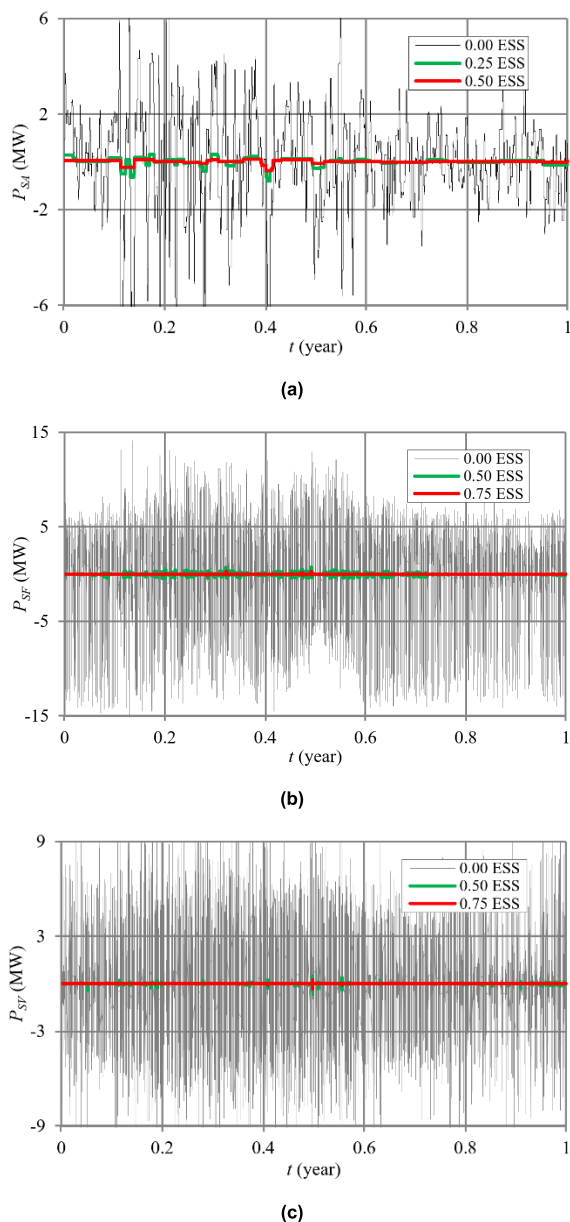 6
2
-2
-6
P_SA (MW)
0.00 ESS
0.25 ESS
0.50 ESS
0 0.2 0.4 0.6 0.8 1
t (year)
(a)
15
5
-5
-15
P_SF (MW)
0.00 ESS
0.50 ESS
0.75 ESS
0 0.2 0.4 0.6 0.8 1
t (year)
(b)
9
3
-3
-9
P_SV (MW)
0.00 ESS
0.50 ESS
0.75 ESS
0 0.2 0.4 0.6 0.8 1
t (year)
(c)